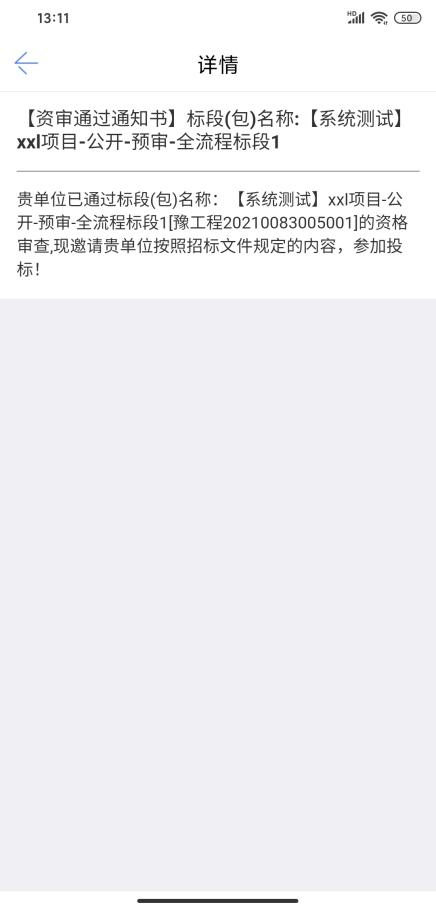 13:11
HD
50
详情
【资审通过通知书】标段(包)名称:【系统测试】
xxl项目-公开-预审-全流程标段1
贵单位已通过标段(包)名称：【系统测试】xxl项目-公
开-预审-全流程标段1[豫工程20210083005001]的资格
审查,现邀请贵单位按照招标文件规定的内容，参加投
标！